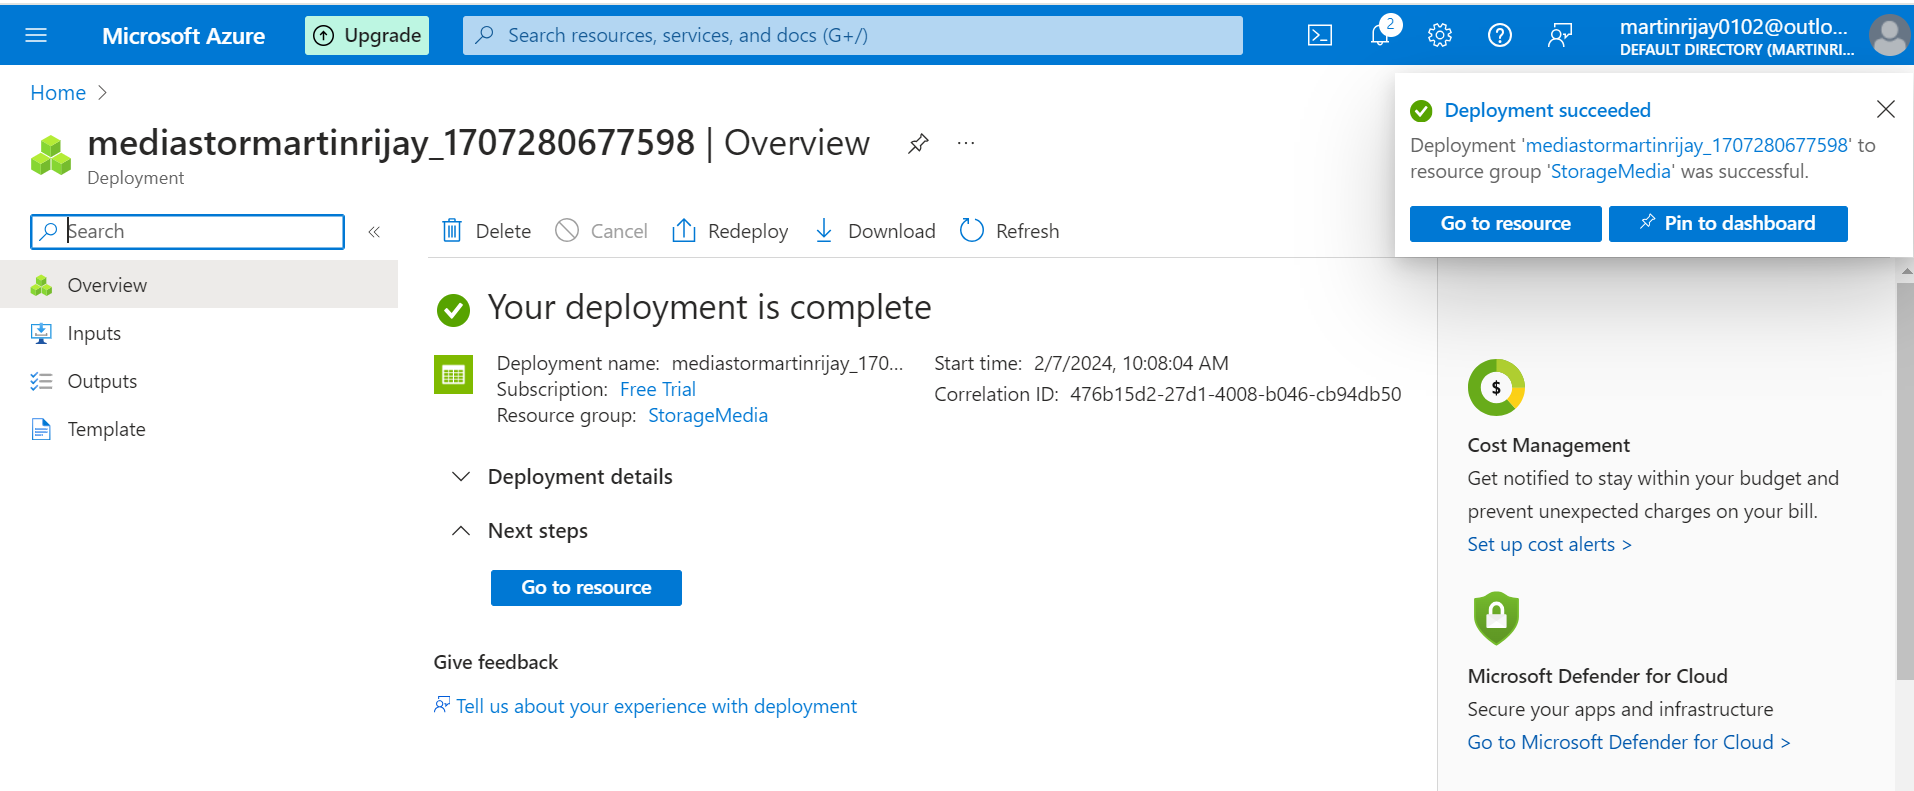 Microsoft Azure
Upgrade
Search resources, services, and docs (G+/)
2
martinrijay0102@outlo...
DEFAULT DIRECTORY (MARTINRI...
Home >
mediastormartinrijay_1707280677598 | Overview
...
Deployment
Deployment succeeded
Deployment 'mediastormartinrijay_1707280677598' to
resource group 'StorageMedia' was successful.
Go to resource
Pin to dashboard
Search
«
Overview
Inputs
Outputs
Template
Delete
Cancel
Redeploy
Download
Refresh
Your deployment is complete
Deployment name: mediastormartinrijay_170...
Subscription: Free Trial
Resource group: StorageMedia
Start time: 2/7/2024, 10:08:04 AM
Correlation ID: 476b15d2-27d1-4008-b046-cb94db50
Deployment details
Next steps
Go to resource
Give feedback
Tell us about your experience with deployment
$
Cost Management
Get notified to stay within your budget and
prevent unexpected charges on your bill.
Set up cost alerts >
Microsoft Defender for Cloud
Secure your apps and infrastructure
Go to Microsoft Defender for Cloud >